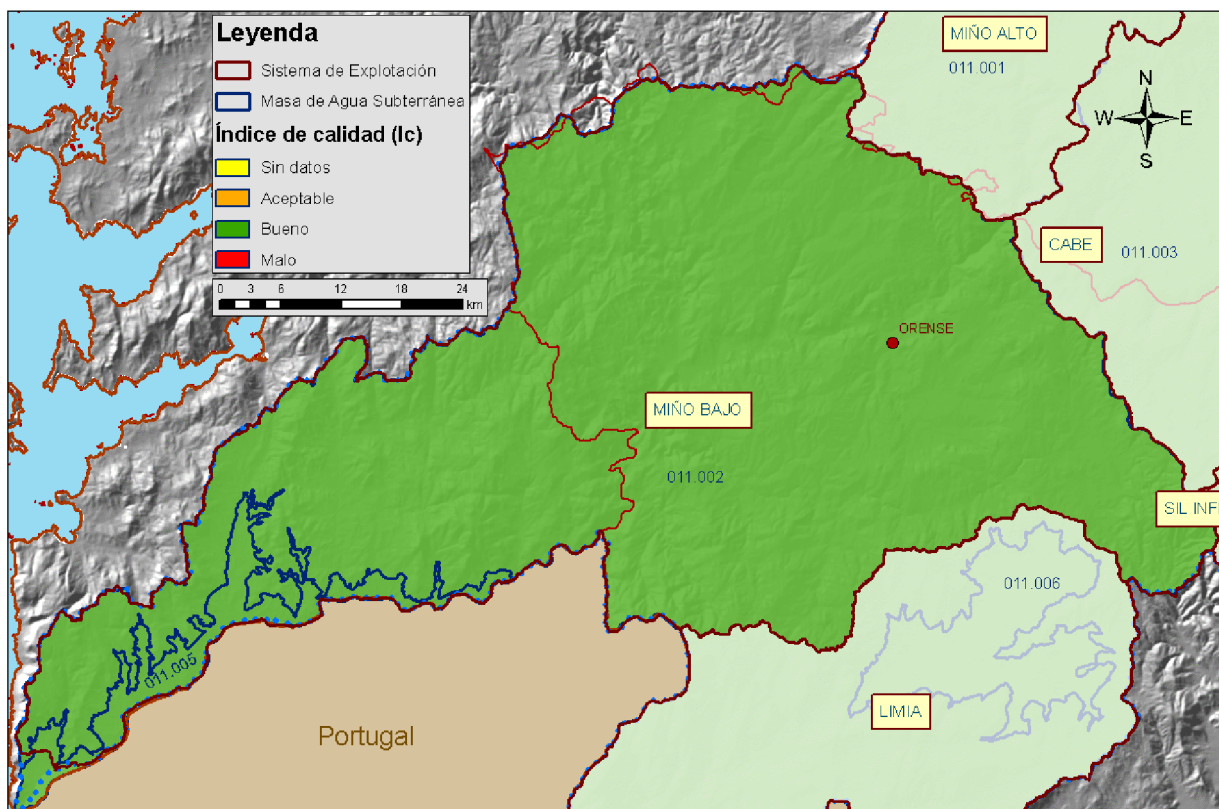 Leyenda
Sistema de Explotación
Masa de Agua Subterránea
Índice de calidad (Ic)
Sin datos
Aceptable
Bueno
Malo
0 3 6 12 18 24
km
MIÑO ALTO
011.001
N
W E
S
CABE
011.003
ORENSE
MIÑO BAJO
011.002
SIL INF
011.006
011.005
LIMIA
Portugal